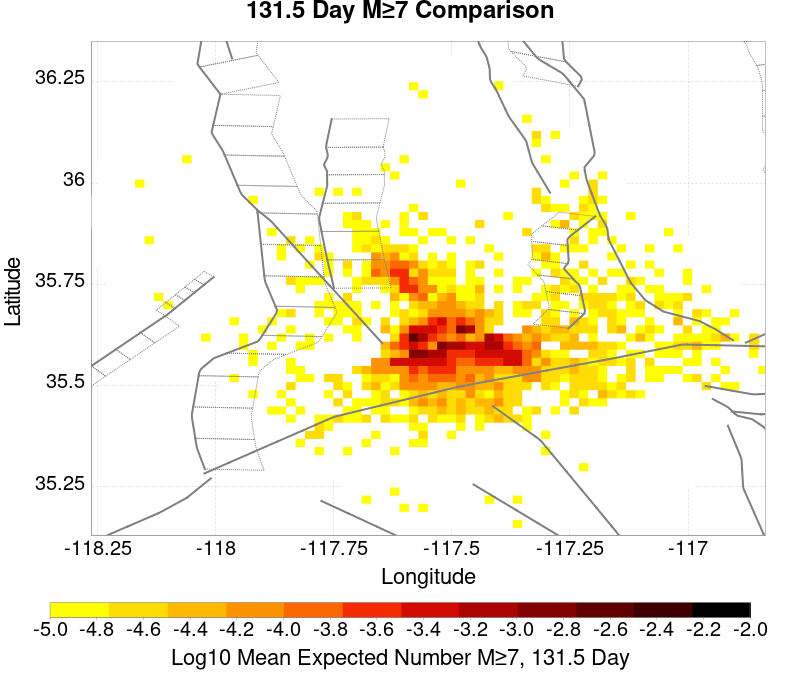 131.5 Day M≥7 Comparison
36.25
36
35.75
35.5
35.25
Latitude
-118.25 -118 -117.75 -117.5 -117.25 -117
Longitude
-5.0 -4.8 -4.6 -4.4 -4.2 -4.0 -3.8 -3.6 -3.4 -3.2 -3.0 -2.8 -2.6 -2.4 -2.2 -2.0
Log10 Mean Expected Number M≥7, 131.5 Day